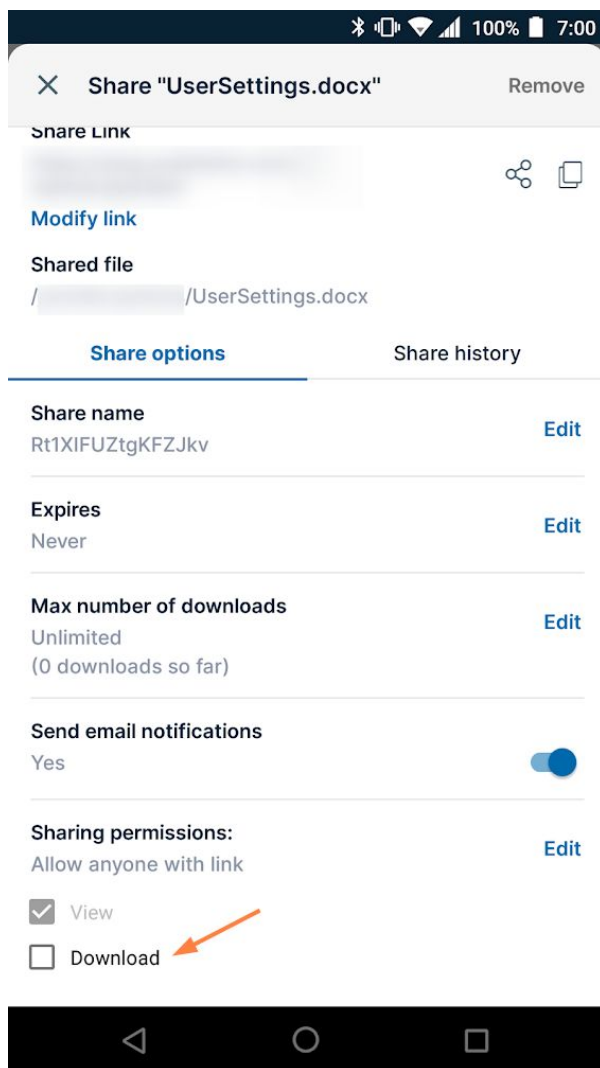 100% 7:00
Share "UserSettings.docx" Remove
Share Link
Modify link
Shared file
/ /UserSettings.docx
Share options Share history
Share name
Rt1XIFUZtgKFZJkv Edit
Expires
Never Edit
Max number of downloads
Unlimited Edit
(0 downloads so far)
Send email notifications
Yes
Sharing permissions:
Allow anyone with link Edit
View
Download